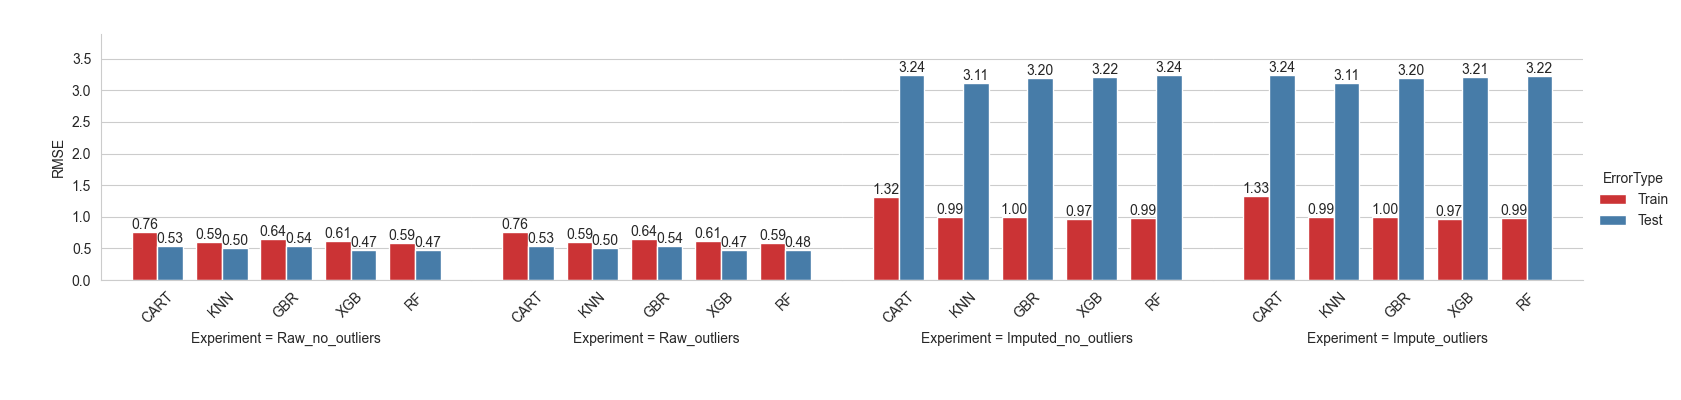 RMSE
3.5
3.0
2.5
2.0
1.5
1.0
0.5
0.0
0.76 0.53 0.59 0.50 0.64 0.54 0.61 0.47 0.59 0.47
CART KNN GBR XGB RF
Experiment = Raw_no_outliers
0.76 0.53 0.59 0.50 0.64 0.54 0.61 0.47 0.59 0.48
CART KNN GBR XGB RF
Experiment = Raw_outliers
1.32 3.24 0.99 3.11 1.00 3.20 0.97 3.22 0.99 3.24
CART KNN GBR XGB RF
Experiment = Imputed_no_outliers
1.33 3.24 0.99 3.11 1.00 3.20 0.97 3.21 0.99 3.22
CART KNN GBR XGB RF
Experiment = Impute_outliers
ErrorType
Train
Test